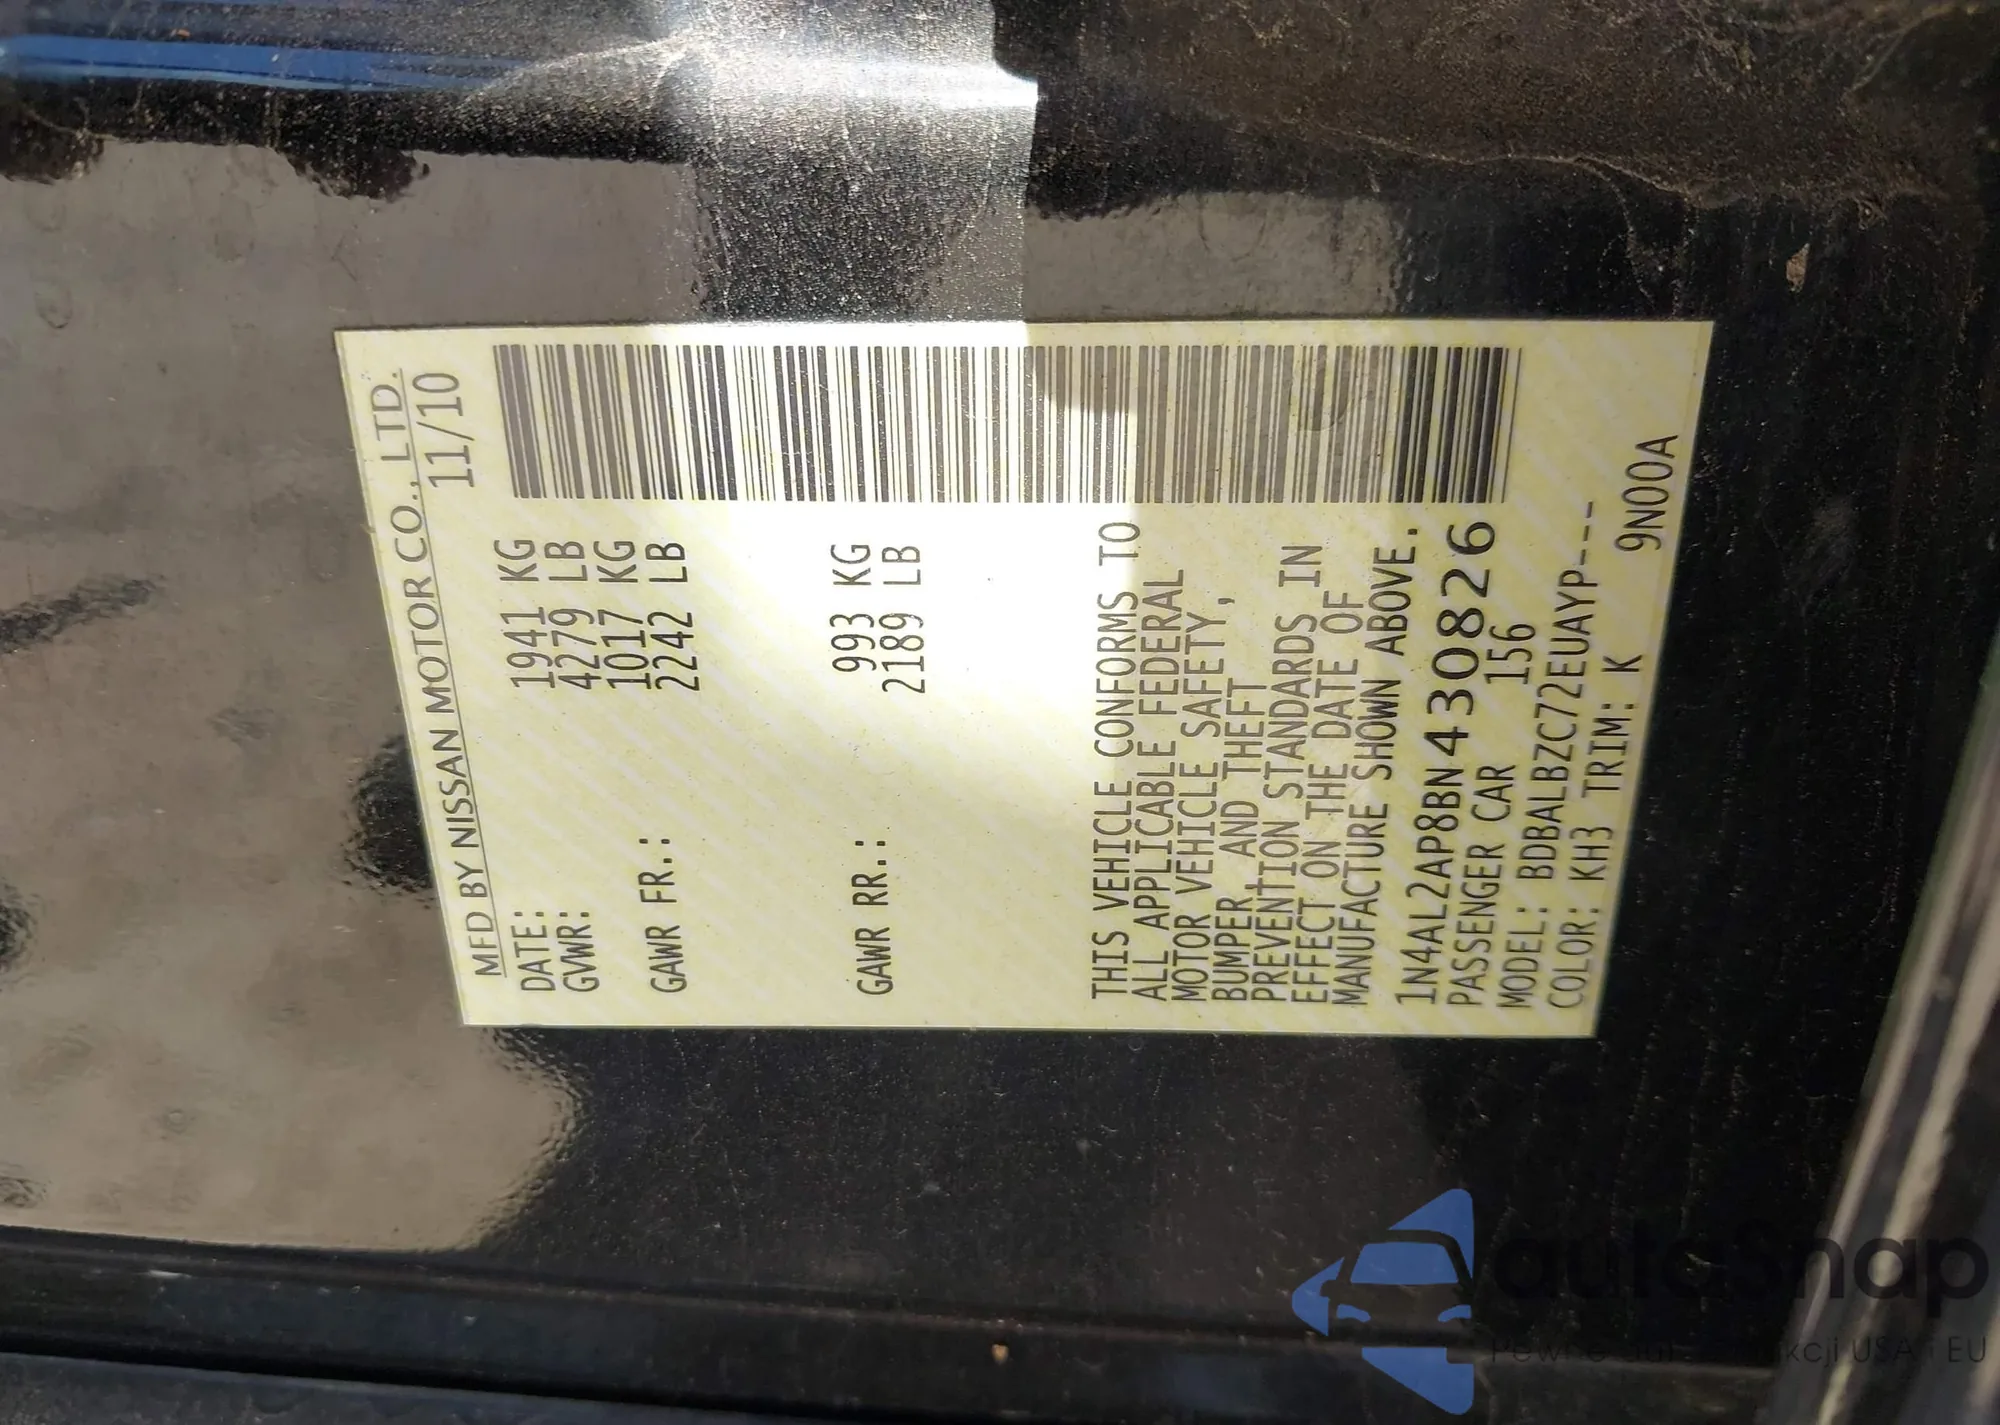 MFD BY NISSAN MOTOR CO., LTD.
DATE: 11/10
GVWR: 1941 KG
4279 LB
GAWR FR.: 1017 KG
2242 LB
GAWR RR.: 993 KG
2189 LB
THIS VEHICLE CONFORMS TO
ALL APPLICABLE FEDERAL
MOTOR VEHICLE SAFETY,
BUMPER, AND THEFT
PREVENTION STANDARDS IN
EFFECT ON THE DATE OF
MANUFACTURE SHOWN ABOVE.
1N4AL2AP8BN430826
PASSENGER CAR 156
MODEL: BDBALBZC72EUAYP---
COLOR: KH3 TRIM: K 9N00A
autosnap
USA i EU